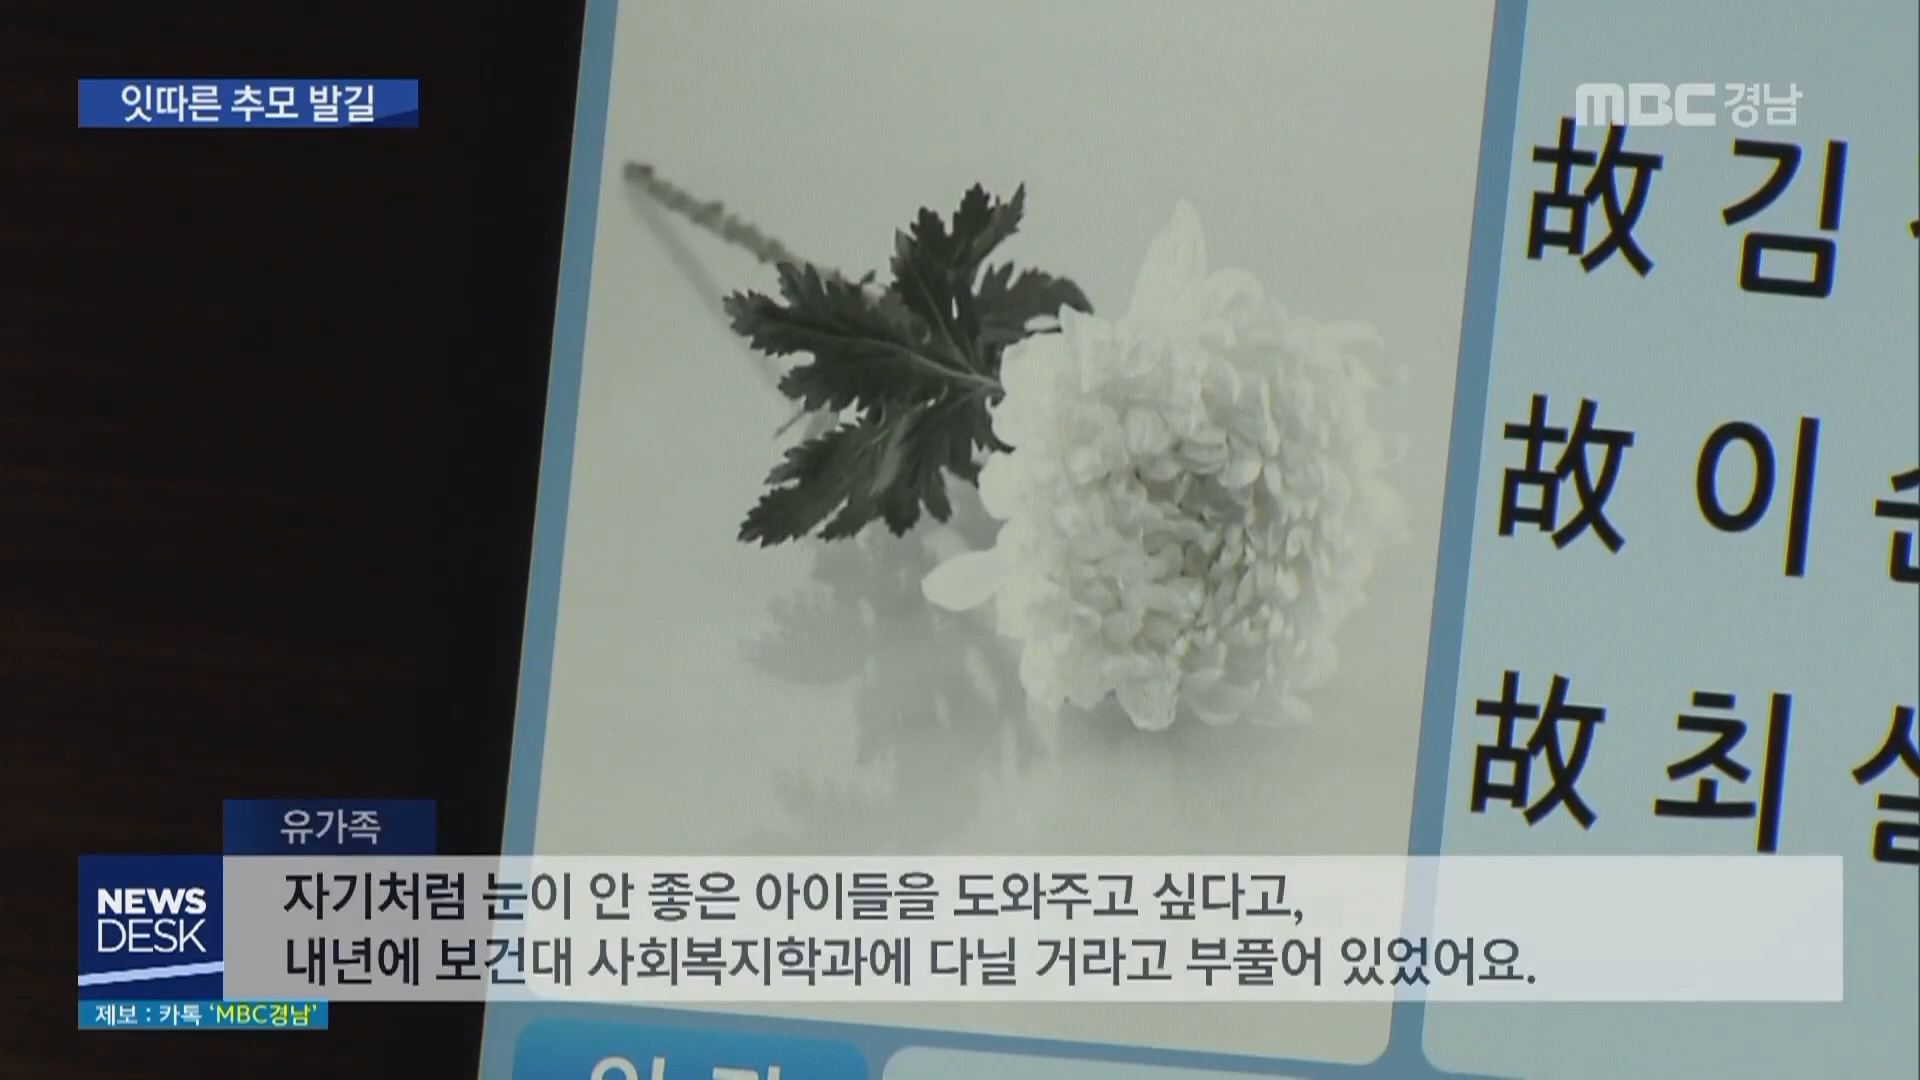 잇따른 추모 발길
MBC경남
故 김
故 이
故 최
유가족
자기처럼 눈이 안 좋은 아이들을 도와주고 싶다고,
내년에 보건대 사회복지학과에 다닐 거라고 부풀어 있었어요.
NEWS
DESK
제보 : 카톡 'MBC경남'